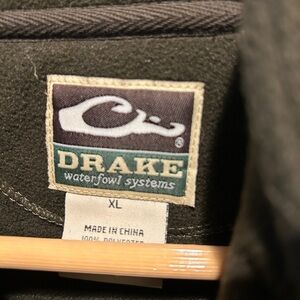 ®
DRAKE
waterfowl systems
XL
MADE IN CHINA
100% POLYESTER